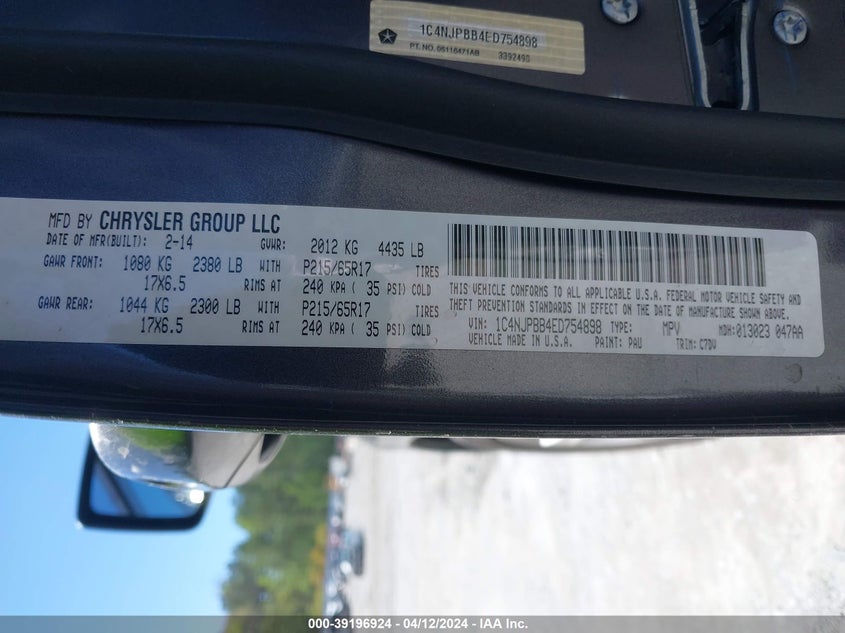 1C4NJPBB4ED754898
PT. NO. 05116471AB 3392490
MFD BY CHRYSLER GROUP LLC
DATE OF MFR(BUILT): 2-14 GVWR: 2012 KG 4435 LB
GAWR FRONT: 1080 KG 2380 LB WITH P215/65R17 TIRES
17X6.5 RIMS AT 240 KPA ( 35 PSI) COLD
GAWR REAR: 1044 KG 2300 LB WITH P215/65R17 TIRES
17X6.5 RIMS AT 240 KPA ( 35 PSI) COLD
THIS VEHICLE CONFORMS TO ALL APPLICABLE U.S.A. FEDERAL MOTOR VEHICLE SAFETY AND
THEFT PREVENTION STANDARDS IN EFFECT ON THE DATE OF MANUFACTURE SHOWN ABOVE.
VIN: 1C4NJPBB4ED754898 TYPE: MPV MDH:013023 047AA
VEHICLE MADE IN U.S.A. PAINT: PAU TRIM: C7DV
000-39196924 - 04/12/2024 - IAA Inc.